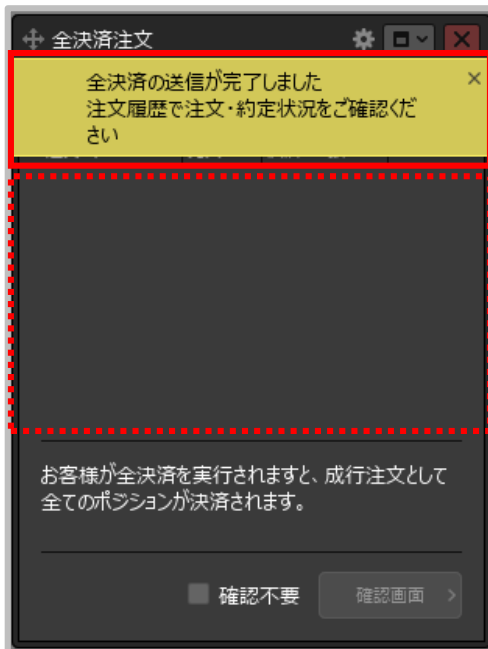 全決済注文
全決済の送信が完了しました
注文履歴で注文・約定状況をご確認くだ
さい
お客様が全決済を実行されますと、成行注文として
全てのポジションが決済されます。
確認不要
確認画面